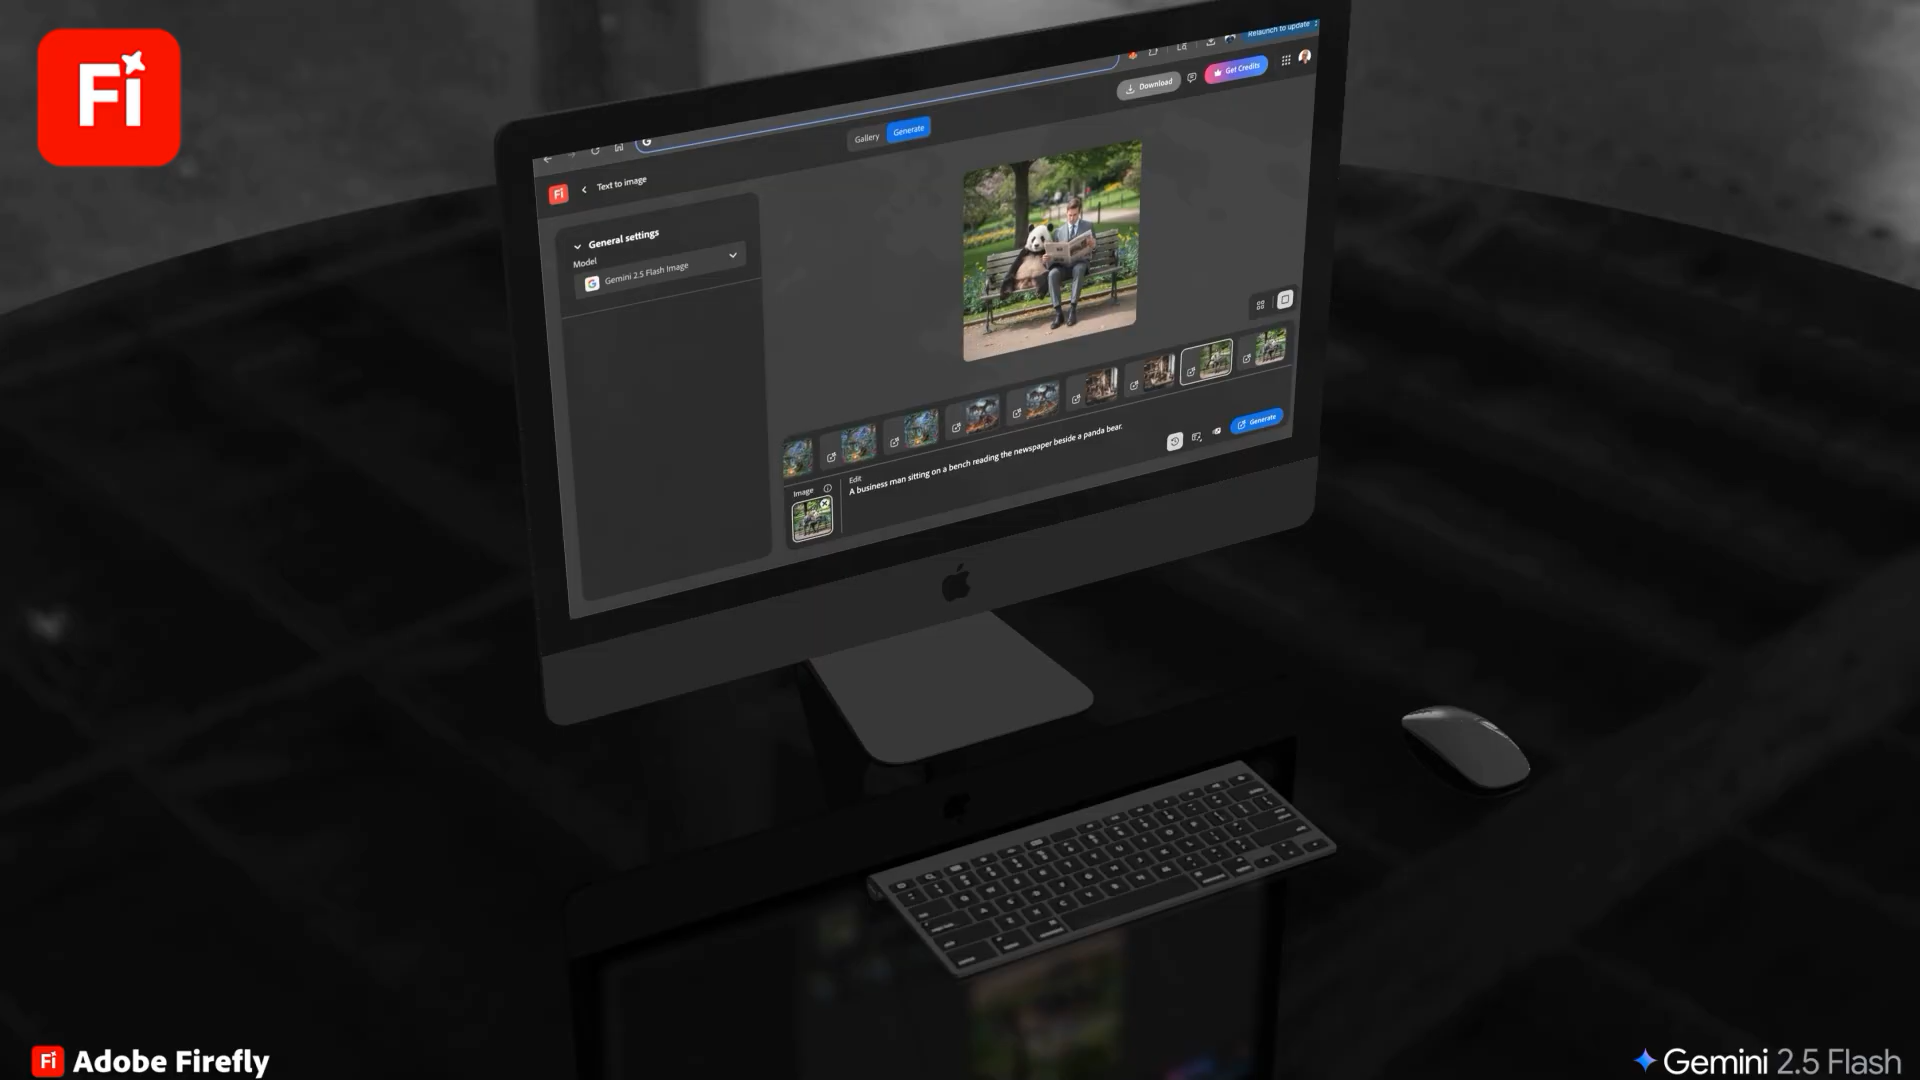 Fi
Relaunch to update
Get Credits
Download
Gallery
Generate
Fi
Text to image
General settings
Model
Gemini 2.5 Flash Image
Generate
Image
Edit
A business man sitting on a bench reading the newspaper beside a panda bear.
Fi
Adobe Firefly
Gemini 2.5 Flash